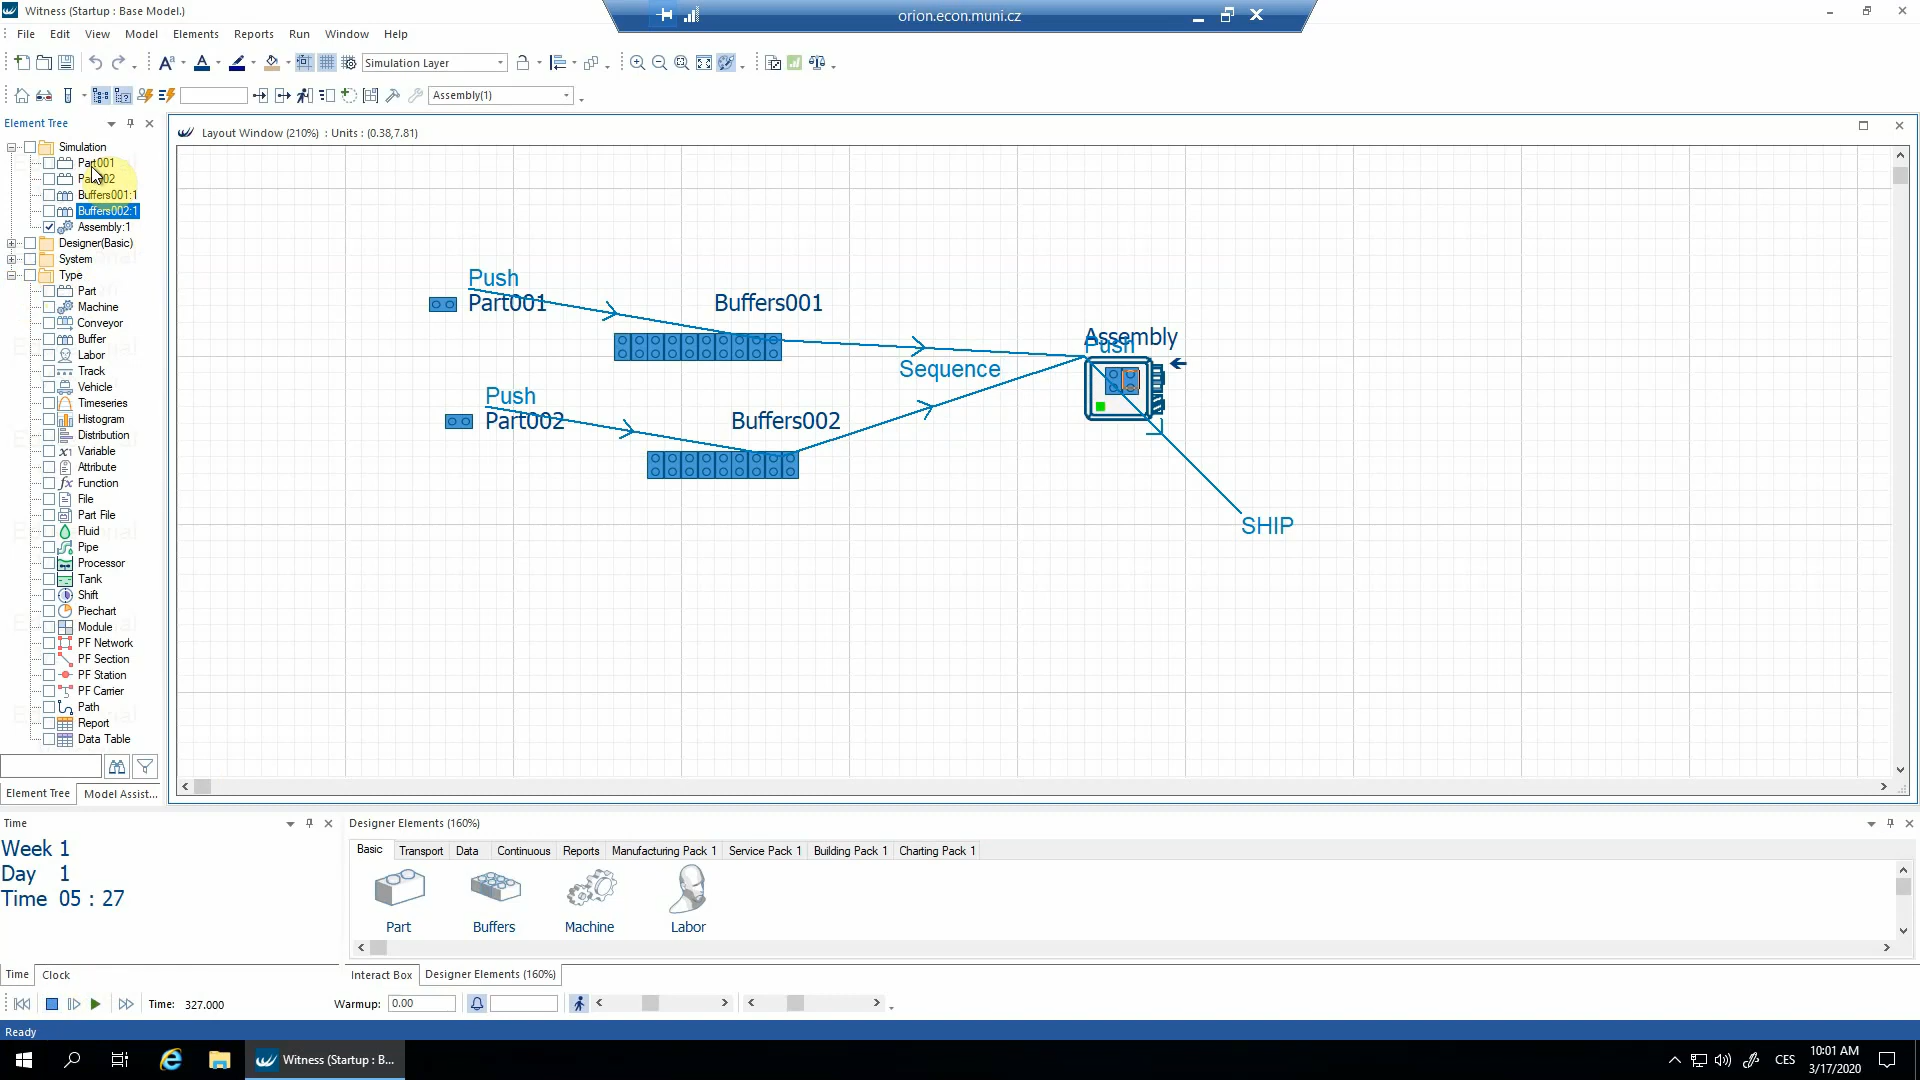 Witness (Startup : Base Model.)
orion.econ.muni.cz
File Edit View Model Elements Reports Run Window Help
Simulation Layer
Assembly(1)
Element Tree
Simulation
Part001
Buffers001:1
Buffers002:1
Assembly:1
Designer(Basic)
System
Type
Part
Machine
Conveyor
Buffer
Labor
Track
Vehicle
Timeseries
Histogram
Distribution
Variable
Attribute
Function
File
Part File
Fluid
Pipe
Processor
Tank
Shift
Piechart
Module
PF Network
PF Section
PF Station
PF Carrier
Path
Report
Data Table
Element Tree Model Assist...
Layout Window (210%) : Units : (0.38,7.81)
Push
Part001
Buffers001
Push
Part002
Buffers002
Sequence
Assembly
Push
SHIP
Time
Week 1
Day 1
Time 05 : 27
Time Clock
Designer Elements (160%)
Basic Transport Data Continuous Reports Manufacturing Pack 1 Service Pack 1 Building Pack 1 Charting Pack 1
Part Buffers Machine Labor
Interact Box Designer Elements (160%)
Time: 327.000 Warmup: 0.00
Ready
Witness (Startup : B...
CES
10:01 AM
3/17/2020